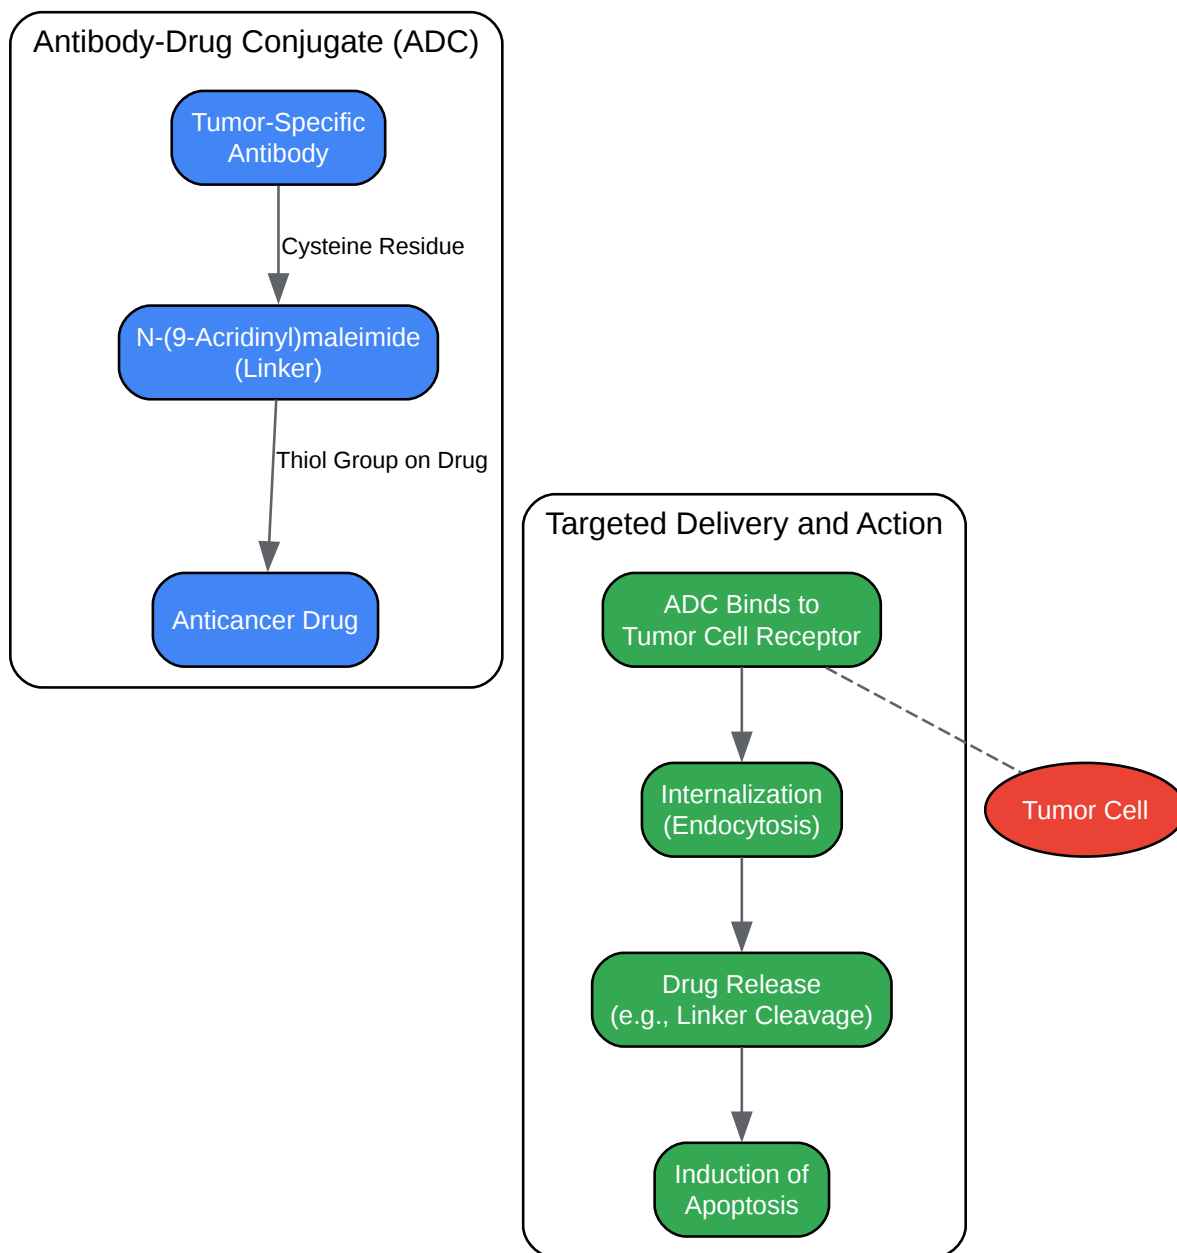 Antibody-Drug Conjugate (ADC)
Tumor-Specific
Antibody
Cysteine Residue
N-(9-Acridinyl)maleimide
(Linker)
Thiol Group on Drug
Anticancer Drug
Targeted Delivery and Action
ADC Binds to
Tumor Cell Receptor
Internalization
(Endocytosis)
Tumor Cell
Drug Release
(e.g., Linker Cleavage)
Induction of
Apoptosis